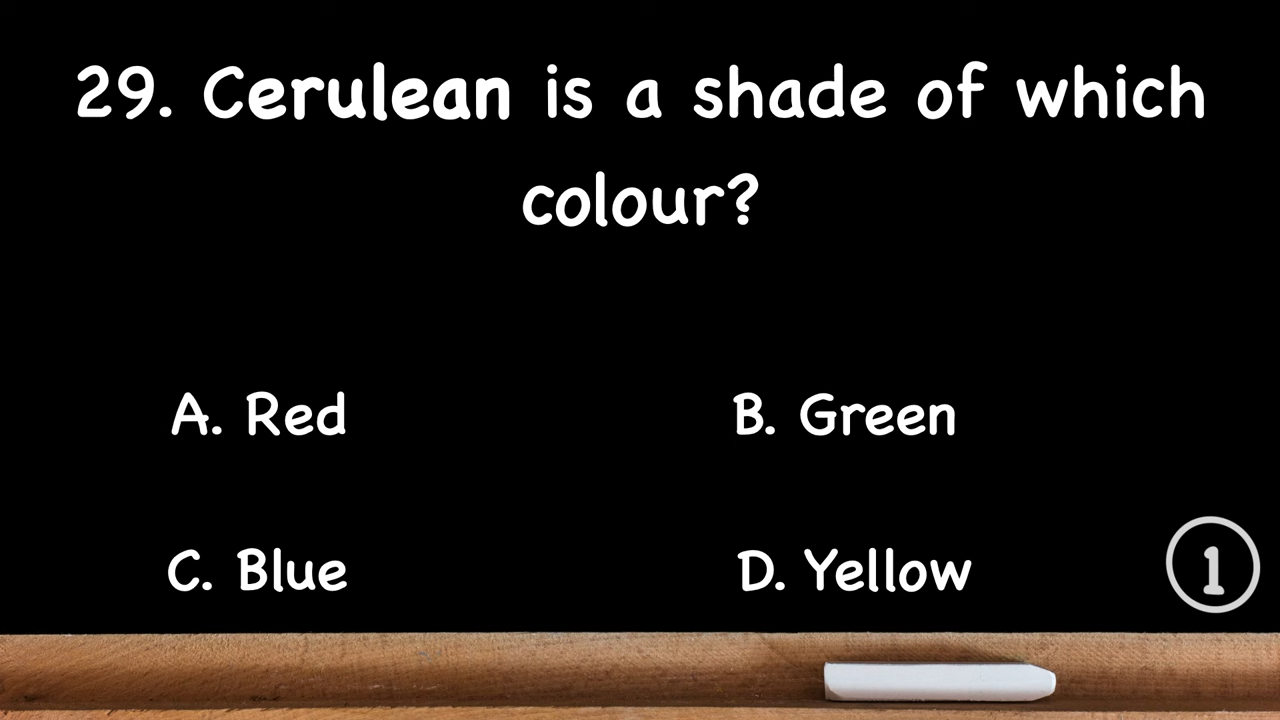 29. Cerulean is a shade of which
colour?
A. Red
B. Green
C. Blue
D. Yellow
1